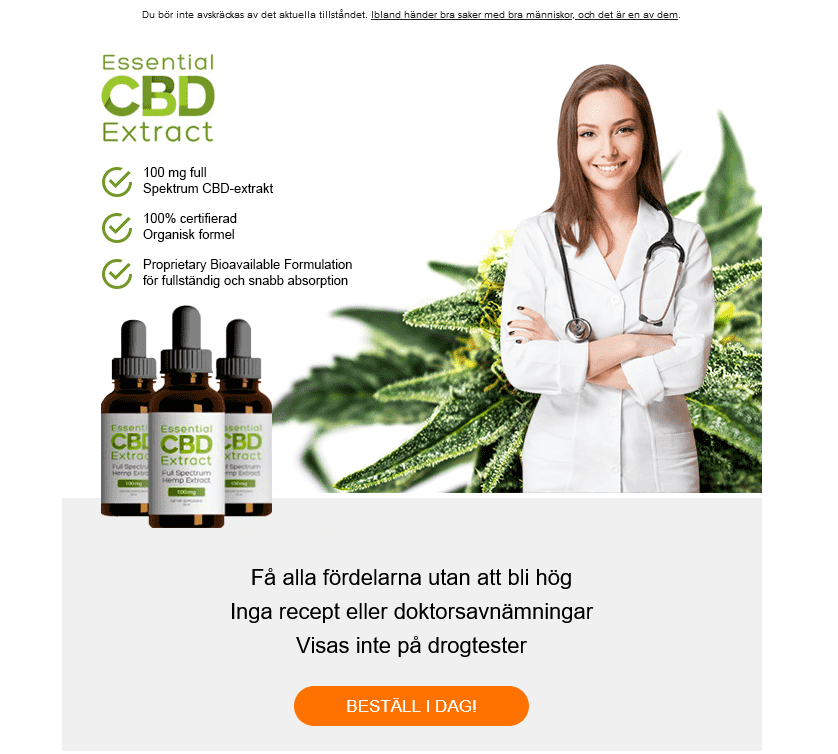 Du bör inte avskräckas av det aktuella tillståndet. Ibland händer bra saker med bra människor, och det är en av dem.
Essential
CBD
Extract
100 mg full
Spektrum CBD-extrakt
100% certifierad
Organisk formel
Proprietary Bioavailable Formulation
för fullständig och snabb absorption
Essential
CBD
Extract
Full Spectrum
Hemp Extract
100mg
Få alla fördelarna utan att bli hög
Inga recept eller doktorsavnämningar
Visas inte på drogtester
BESTÄLL I DAG!